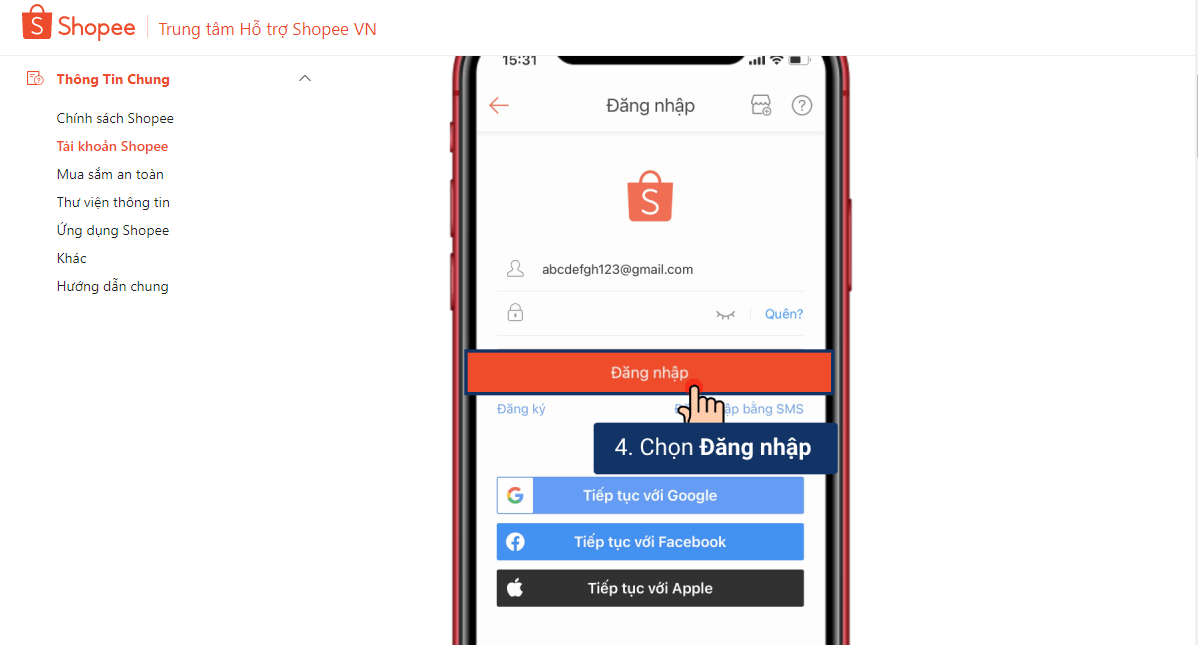 Shopee
Trung tâm Hỗ trợ Shopee VN
Thông Tin Chung
Chính sách Shopee
Tài khoản Shopee
Mua sắm an toàn
Thư viện thông tin
Ứng dụng Shopee
Khác
Hướng dẫn chung
15:31
Đăng nhập
abcdefgh123@gmail.com
Quên?
Đăng nhập
Đăng ký
bằng SMS
4. Chọn Đăng nhập
Tiếp tục với Google
Tiếp tục với Facebook
Tiếp tục với Apple